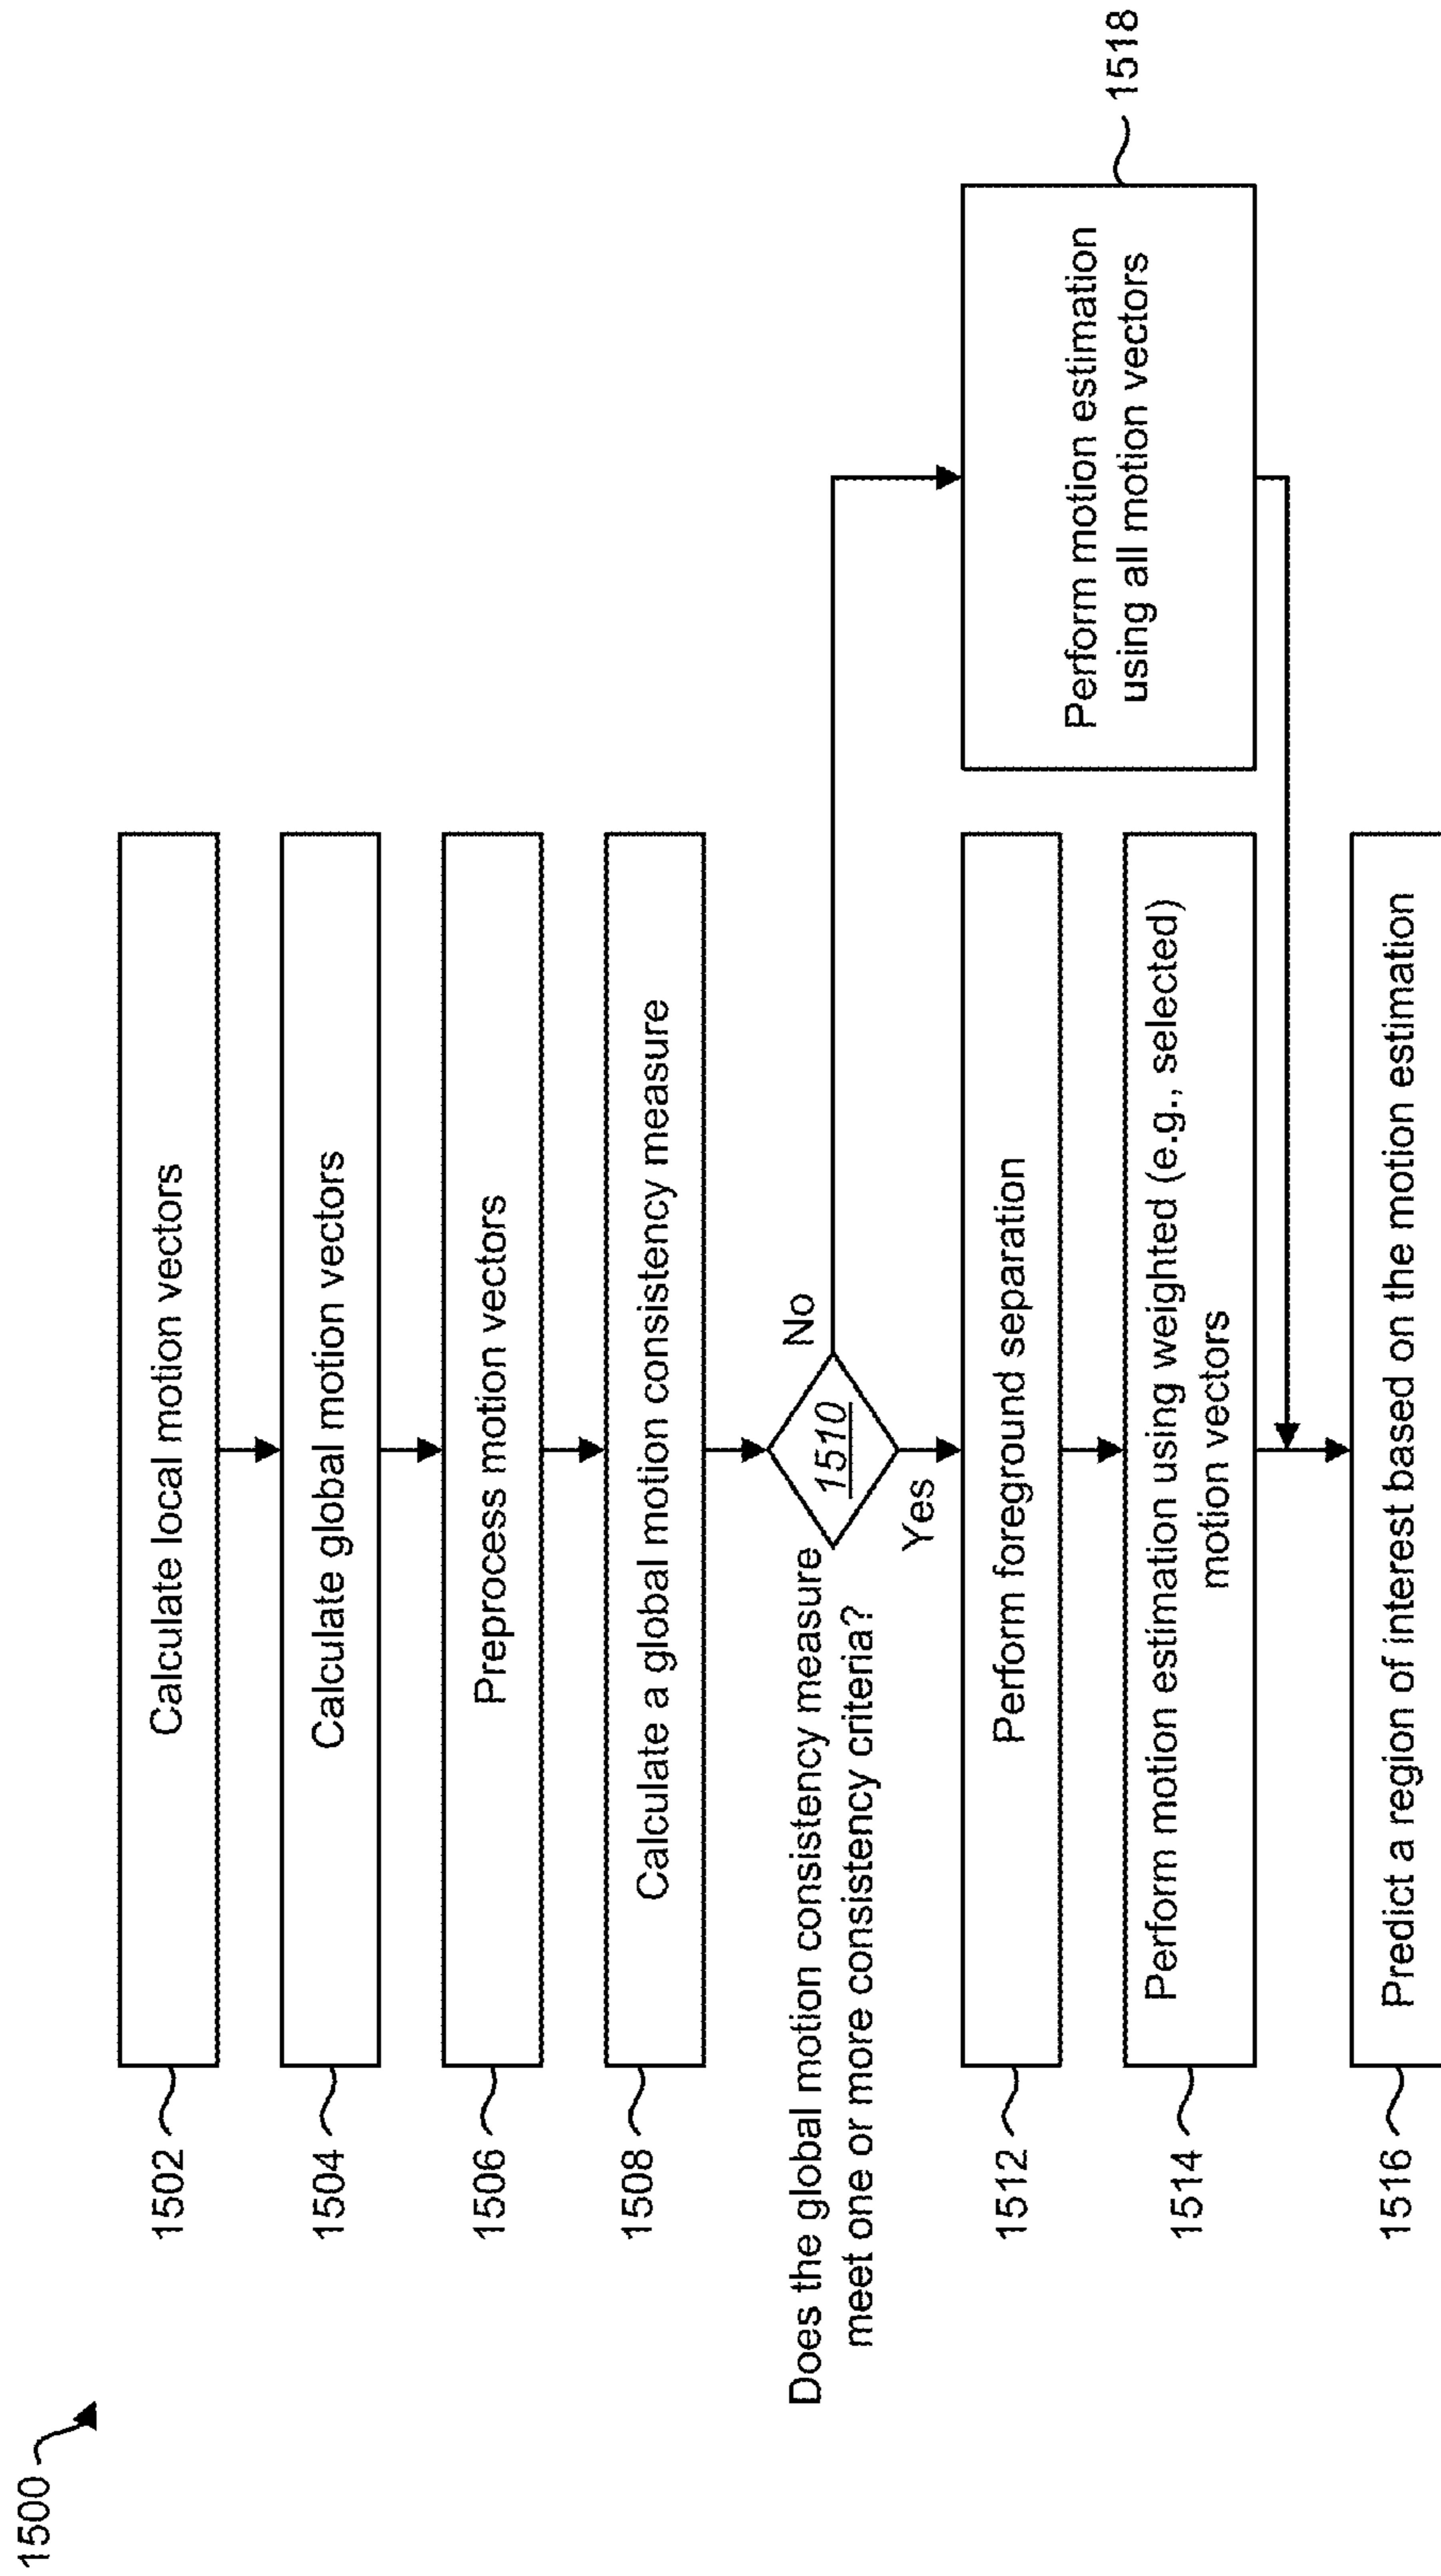 1500
1502
Calculate local motion vectors
1504
Calculate global motion vectors
1506
Preprocess motion vectors
1508
Calculate a global motion consistency measure
Does the global motion consistency measure
meet one or more consistency criteria?
1510
No
Yes
1512
Perform foreground separation
1514
Perform motion estimation using weighted (e.g., selected)
motion vectors
Perform motion estimation
using all motion vectors
1518
1516
Predict a region of interest based on the motion estimation